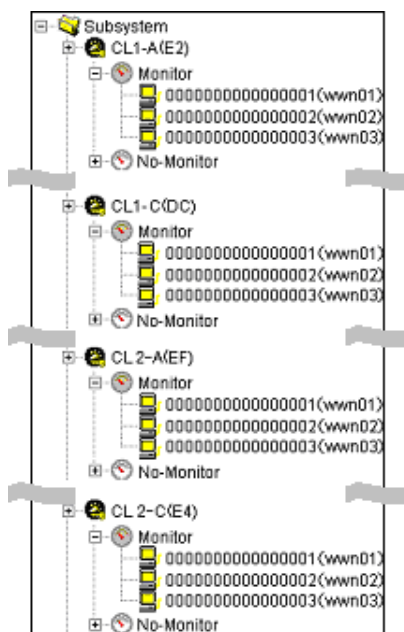 Subsystem
CL1-A(E2)
Monitor
0000000000000001(wwn01)
0000000000000002(wwn02)
0000000000000003(wwn03)
No-Monitor
CL1-C(DC)
Monitor
0000000000000001(wwn01)
0000000000000002(wwn02)
0000000000000003(wwn03)
No-Monitor
CL2-A(EF)
Monitor
0000000000000001(wwn01)
0000000000000002(wwn02)
0000000000000003(wwn03)
No-Monitor
CL2-C(E4)
Monitor
0000000000000001(wwn01)
0000000000000002(wwn02)
0000000000000003(wwn03)
No-Monitor